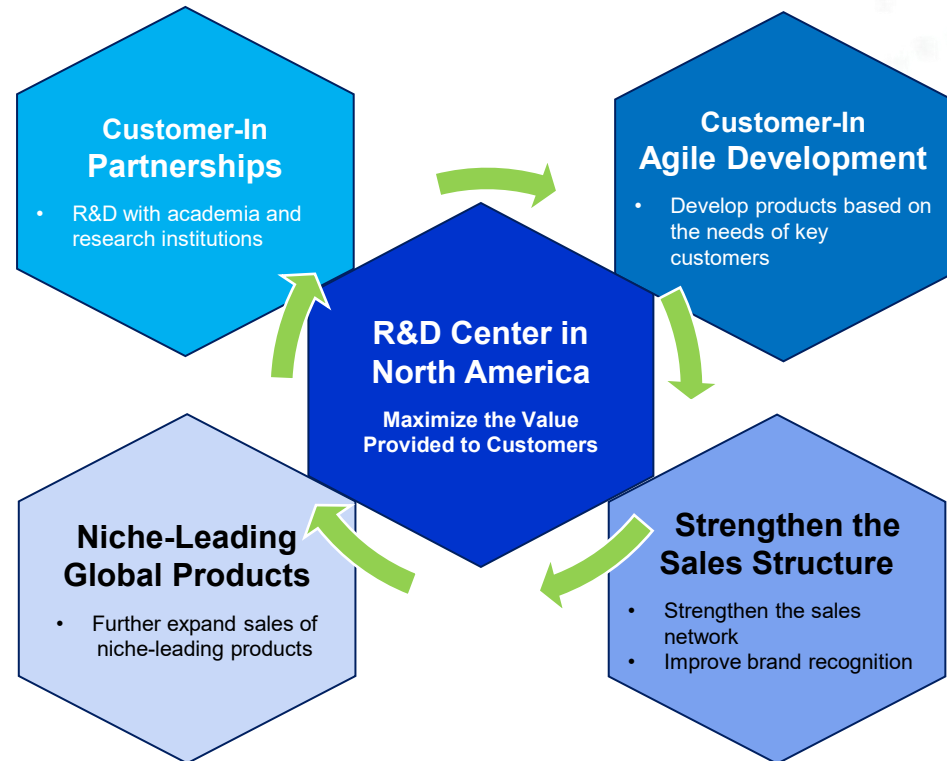 Customer-In
Partnerships
• R&D with academia and
research institutions
Customer-In
Agile Development
• Develop products based on
the needs of key
customers
R&D Center in
North America
Maximize the Value
Provided to Customers
Niche-Leading
Global Products
• Further expand sales of
niche-leading products
Strengthen the
Sales Structure
• Strengthen the sales
network
• Improve brand recognition